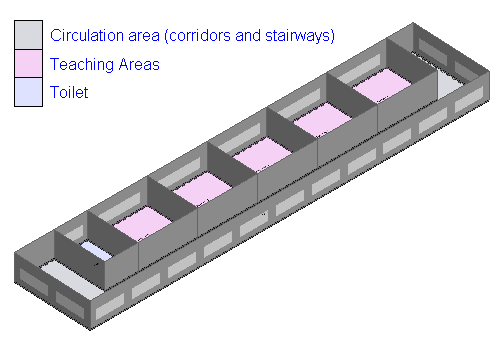 Circulation area (corridors and stairways)
Teaching Areas
Toilet